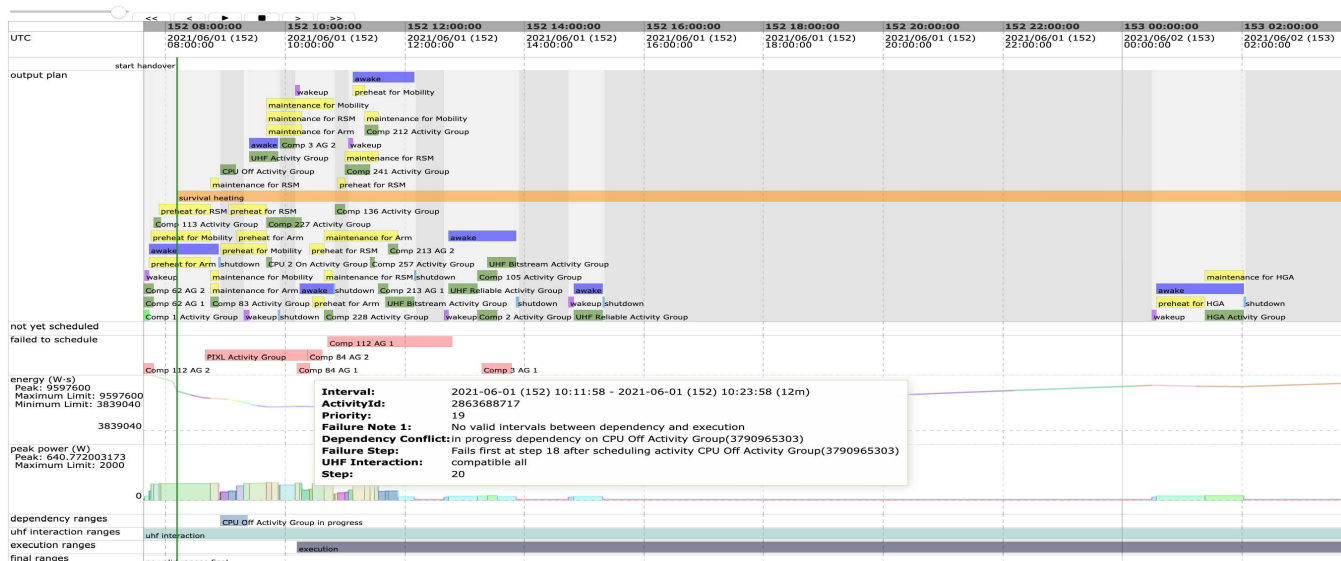 << < > >>
152 08:00:00 152 10:00:00 152 12:00:00 152 14:00:00 152 16:00:00 152 18:00:00 152 20:00:00 152 22:00:00 153 00:00:00 153 02:00:00
UTC 2021/06/01 (152) 2021/06/01 (152) 2021/06/01 (152) 2021/06/01 (152) 2021/06/01 (152) 2021/06/01 (152) 2021/06/01 (152) 2021/06/01 (152) 2021/06/02 (153) 2021/06/02 (153)
08:00:00 10:00:00 12:00:00 14:00:00 16:00:00 18:00:00 20:00:00 22:00:00 00:00:00 02:00:00
start handover
output plan awake
wakeup preheat for Mobility
maintenance for Mobility
maintenance for RSM maintenance for Mobility
maintenance for Arm Comp 212 Activity Group
awake Comp 3 AG 2 wakeup
UHF Activity Group maintenance for RSM
CPU Off Activity Group Comp 241 Activity Group
maintenance for RSM preheat for RSM
survival heating
preheat for RSM preheat for RSM Comp 136 Activity Group
Comp 113 Activity Group Comp 227 Activity Group
preheat for Mobility preheat for Arm maintenance for Arm awake
awake preheat for Mobility preheat for RSM Comp 213 AG 2
preheat for Arm shutdown CPU 2 On Activity Group Comp 257 Activity Group UHF Bitstream Activity Group
wakeup maintenance for Mobility maintenance for RSM shutdown Comp 105 Activity Group maintenance for HGA
Comp 62 AG 2 maintenance for Arm awake shutdown Comp 213 AG 1 UHF Reliable Activity Group awake awake
Comp 62 AG 1 Comp 83 Activity Group preheat for Arm UHF Bitstream Activity Group shutdown wakeup shutdown preheat for HGA shutdown
Comp 1 Activity Group wakeup shutdown Comp 228 Activity Group wakeup Comp 2 Activity Group UHF Reliable Activity Group wakeup HGA Activity Group
not yet scheduled
failed to schedule Comp 112 AG 1
PIXL Activity Group Comp 84 AG 2
Comp 112 AG 2 Comp 84 AG 1 Comp 3 AG 1
energy (W·s)
Peak: 9597600
Maximum Limit: 9597600
Minimum Limit: 3839040
3839040
Interval: 2021-06-01 (152) 10:11:58 - 2021-06-01 (152) 10:23:58 (12m)
ActivityId: 2863688717
Priority: 19
Failure Note 1: No valid intervals between dependency and execution
Dependency Conflict: in progress dependency on CPU Off Activity Group(3790965303)
Failure Step: Fails first at step 18 after scheduling activity CPU Off Activity Group(3790965303)
UHF Interaction: compatible all
Step: 20
peak power (W)
Peak: 640.772003173
Maximum Limit: 2000
0
dependency ranges CPU Off Activity Group in progress
uhf interaction ranges uhf interaction
execution ranges execution
final ranges